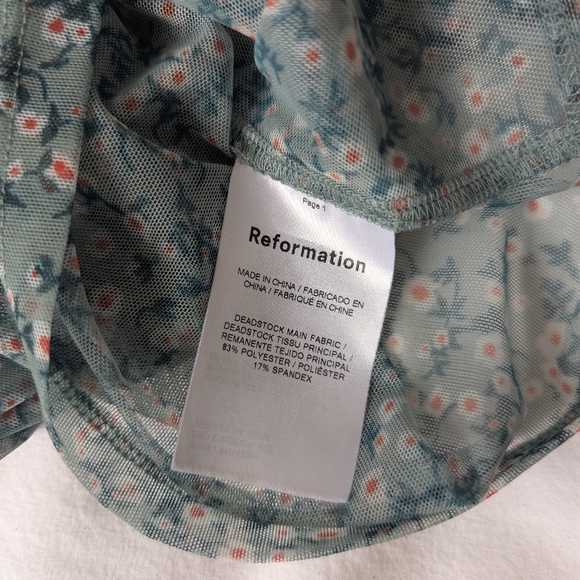 Page 1
Reformation
MADE IN CHINA / FABRICADO EN
CHINA / FABRIQUÉ EN CHINE
DEADSTOCK MAIN FABRIC /
DEADSTOCK TISSU PRINCIPAL /
REMANENTE TEJIDO PRINCIPAL
83% POLYESTER / POLIÉSTER
17% SPANDEX